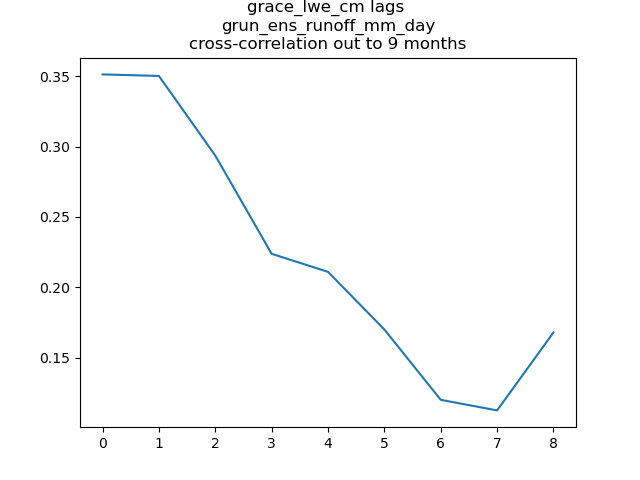 grace_lwe_cm lags
grun_ens_runoff_mm_day
cross-correlation out to 9 months
0.35
0.30
0.25
0.20
0.15
0 1 2 3 4 5 6 7 8